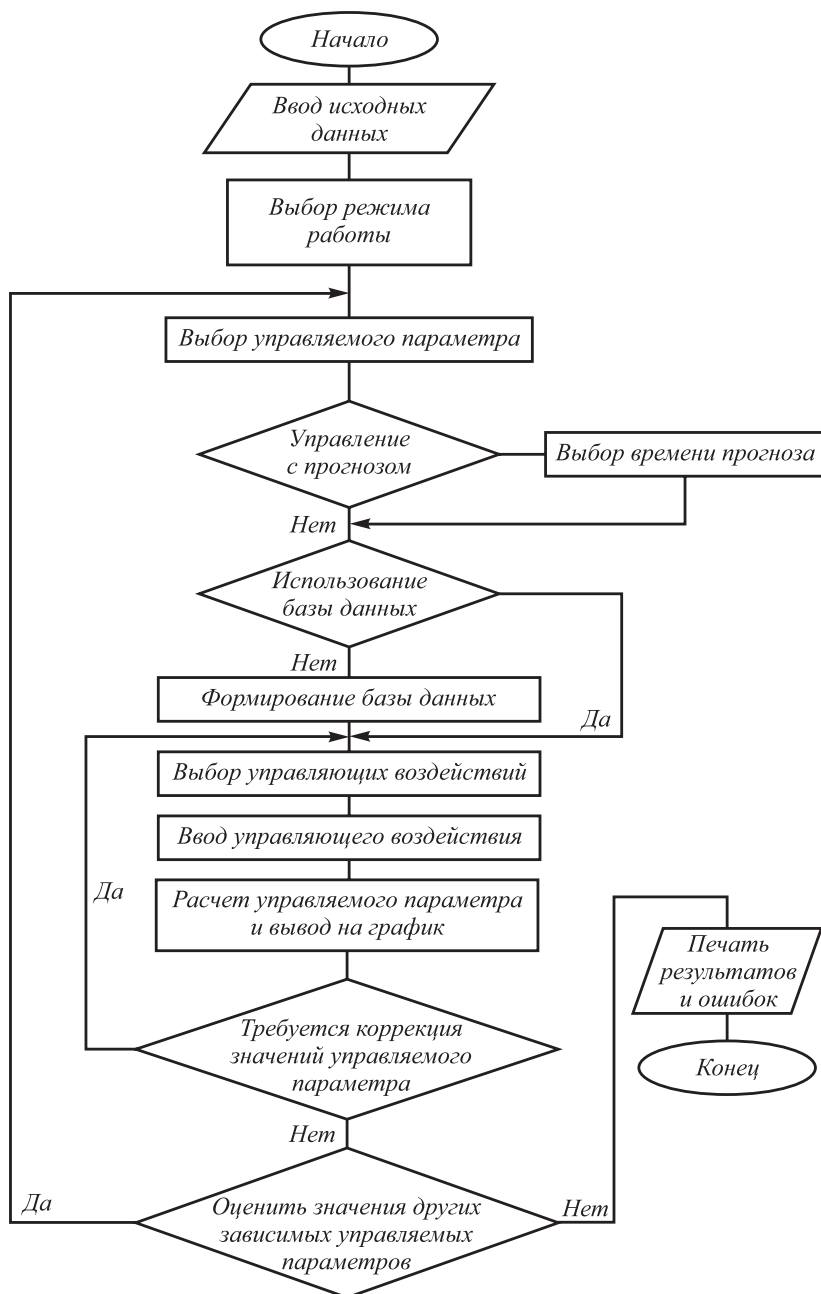 Начало
Ввод исходных
данных
Выбор режима
работы
Выбор управляемого параметра
Управление
с прогнозом
Выбор времени прогноза
Нет
Использование
базы данных
Нет
Формирование базы данных
Да
Выбор управляющих воздействий
Ввод управляющего воздействия
Да
Расчет управляемого параметра
и вывод на график
Печать
результатов
и ошибок
Требуется коррекция
значений управляемого
параметра
Конец
Нет
Да
Оценить значения других
зависимых управляемых
параметров
Нет